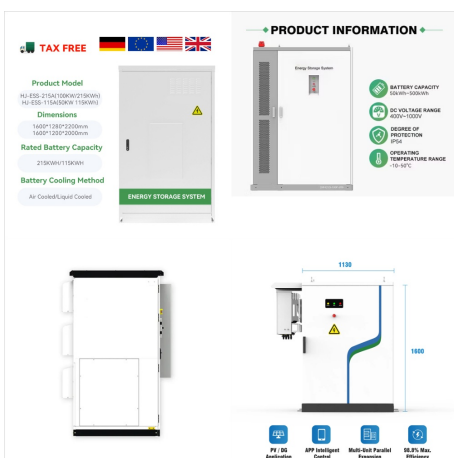 TAX FREE
Product Model
HJ-ESS-215A(100KW/215KWh)
HJ-ESS-115A(50KW 115KWh)
Dimensions
1600*1280*2200mm
1600*1200*2000mm
Rated Battery Capacity
215KWH/115KWH
Battery Cooling Method
Air Cooled/Liquid Cooled
ENERGY STORAGE SYSTEM
PRODUCT INFORMATION
Energy Storage System
BATTERY CAPACITY
50kWh~500kWh
DC VOLTAGE RANGE
400V~1000V
DEGREE OF
PROTECTION
IP54
OPERATING
TEMPERATURE RANGE
-10~50°C
1130
1600
PV / DG
Application
APP Intelligent
Control
Multi-Unit Parallel
Expansion
98.8% Max.
Efficiency